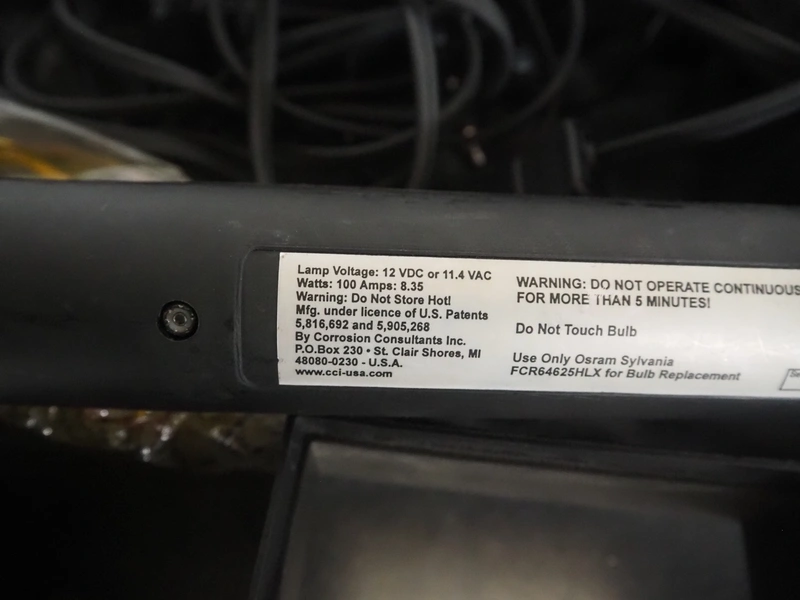 Lamp Voltage: 12 VDC or 11.4 VAC
Watts: 100 Amps: 8.35
Warning: Do Not Store Hot!
Mfg. under licence of U.S. Patents
5,816,692 and 5,905,268
By Corrosion Consultants Inc.
P.O.Box 230 • St. Clair Shores, MI
48080-0230 - U.S.A.
www.cci-usa.com
WARNING: DO NOT OPERATE CONTINUOUS
FOR MORE THAN 5 MINUTES!
Do Not Touch Bulb
Use Only Osram Sylvania
FCR64625HLX for Bulb Replacement